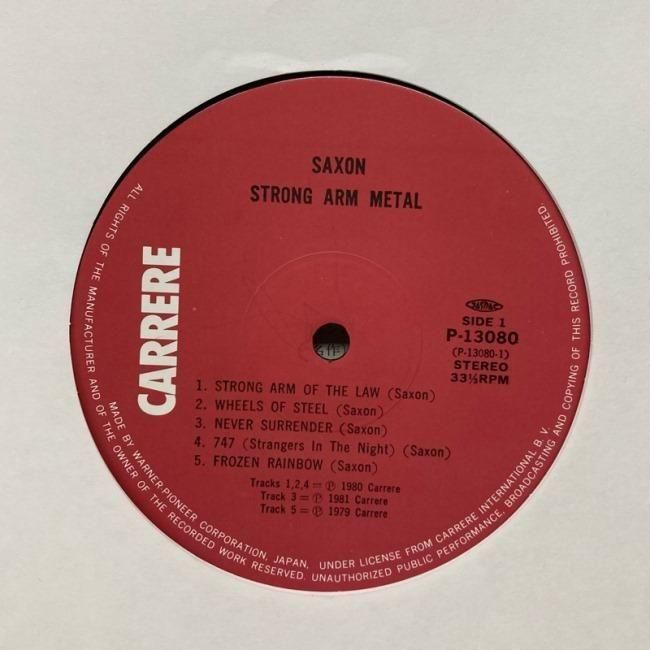 SAXON
STRONG ARM METAL
CARRERE
SIDE 1
P-13080
(P-13080-1)
STEREO
33⅓RPM
1. STRONG ARM OF THE LAW (Saxon)
2. WHEELS OF STEEL (Saxon)
3. NEVER SURRENDER (Saxon)
4. 747 (Strangers In The Night) (Saxon)
5. FROZEN RAINBOW (Saxon)
Tracks 1,2,4=℗ 1980 Carrere
Track 3=℗ 1981 Carrere
Track 5=℗ 1979 Carrere
ALL RIGHTS OF THE MANUFACTURER AND OF THE OWNER OF THE RECORDED WORK RESERVED. UNAUTHORIZED PUBLIC PERFORMANCE, BROADCASTING AND COPYING OF THIS RECORD PROHIBITED.
MADE BY WARNER-PIONEER CORPORATION, JAPAN, UNDER LICENSE FROM CARRERE INTERNATIONAL B.V.